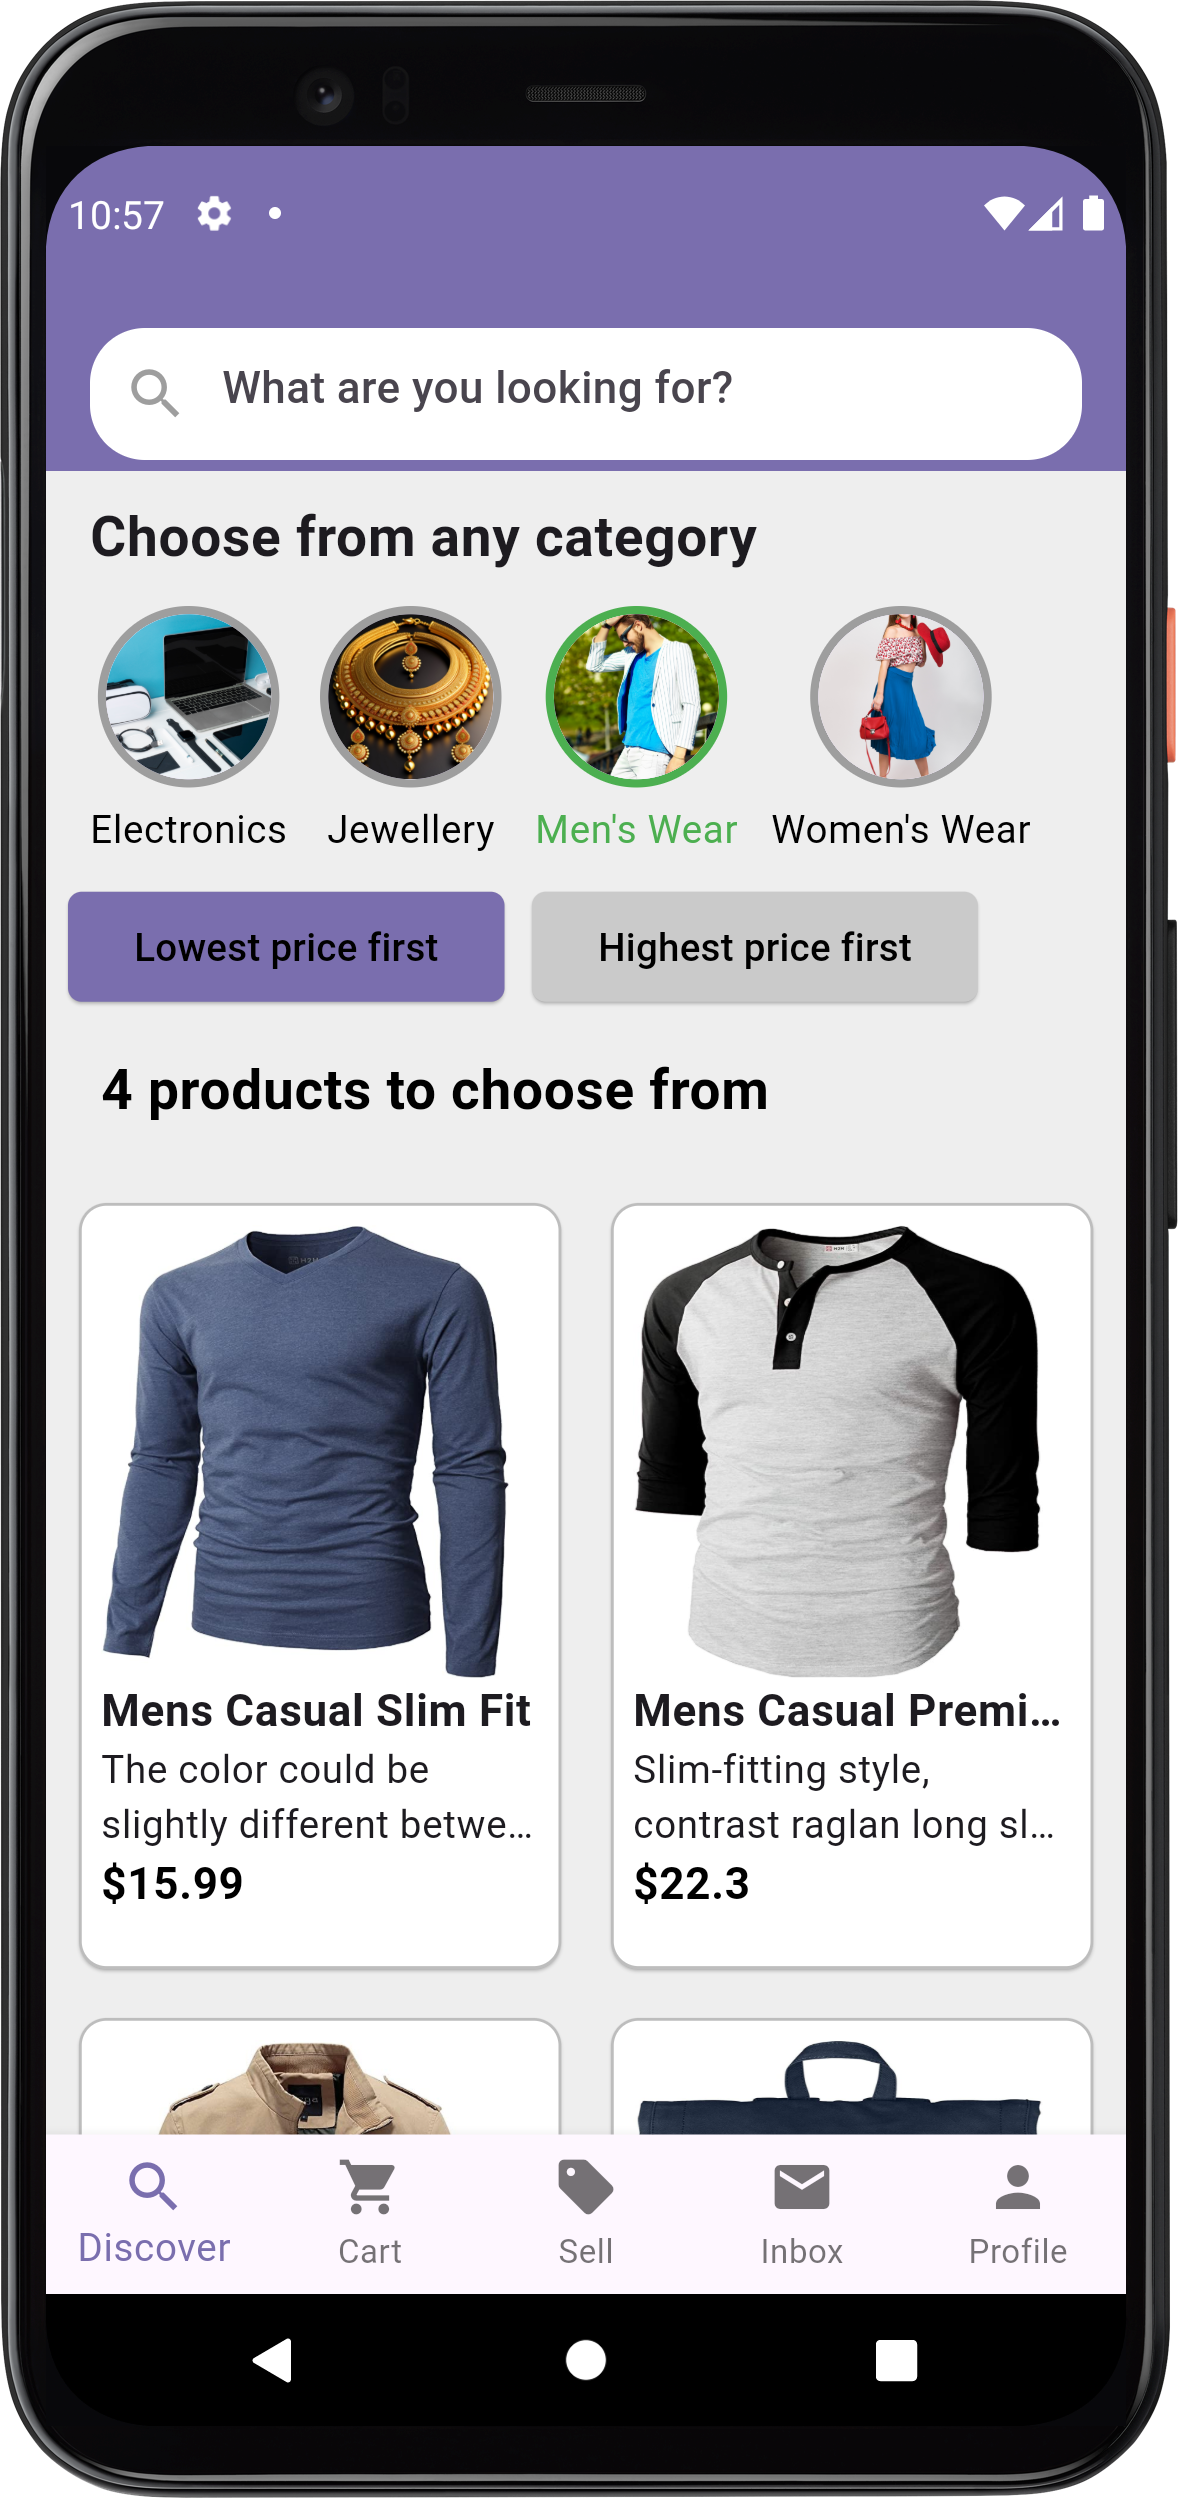 10:57
What are you looking for?
Choose from any category
Electronics Jewellery Men's Wear Women's Wear
Lowest price first Highest price first
4 products to choose from
Mens Casual Slim Fit
The color could be
slightly different betwe...
$15.99
Mens Casual Premi...
Slim-fitting style,
contrast raglan long sl...
$22.3
Discover Cart Sell Inbox Profile